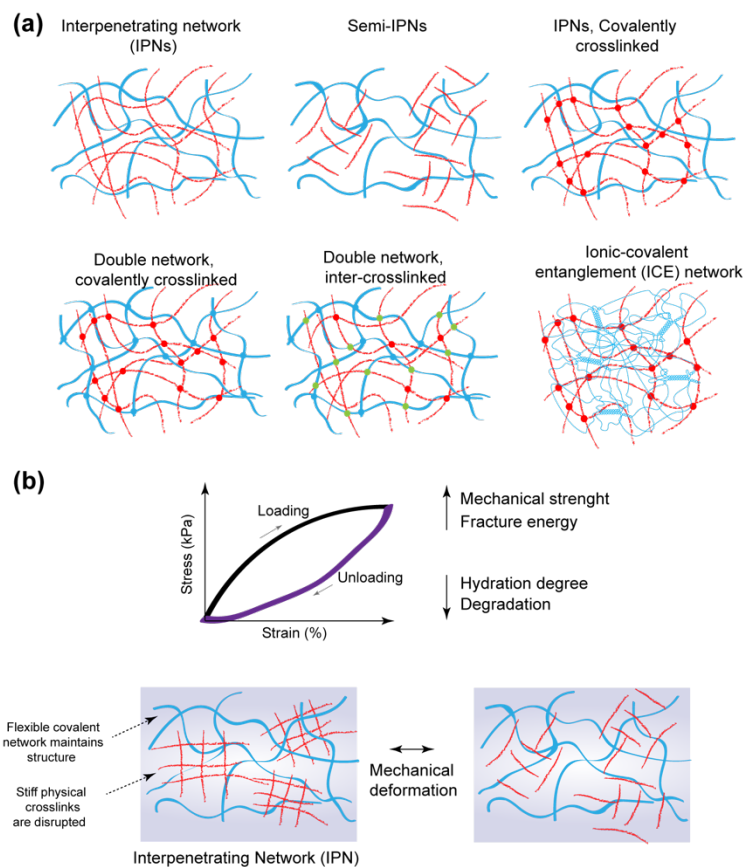 (a)
Interpenetrating network
(IPNs)
Semi-IPNs
IPNs, Covalently
crosslinked
Double network,
covalently crosslinked
Double network,
inter-crosslinked
Ionic-covalent
entanglement (ICE) network
(b)
Stress (kPa)
Loading
Unloading
Strain (%)
Mechanical strenght
Fracture energy
Hydration degree
Degradation
Flexible covalent
network maintains
structure
Stiff physical
crosslinks
are disrupted
Mechanical
deformation
Interpenetrating Network (IPN)